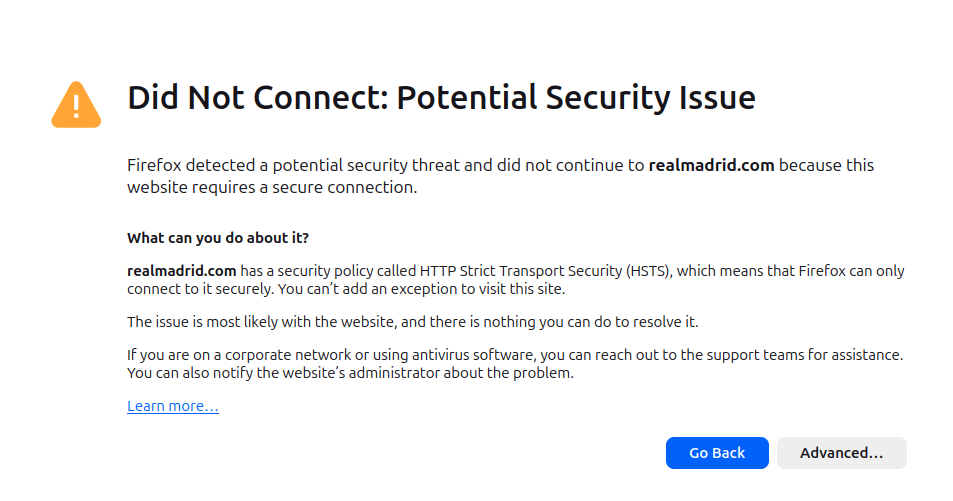 Did Not Connect: Potential Security Issue
Firefox detected a potential security threat and did not continue to realmadrid.com because this
website requires a secure connection.
What can you do about it?
realmadrid.com has a security policy called HTTP Strict Transport Security (HSTS), which means that Firefox can only
connect to it securely. You can’t add an exception to visit this site.
The issue is most likely with the website, and there is nothing you can do to resolve it.
If you are on a corporate network or using antivirus software, you can reach out to the support teams for assistance.
You can also notify the website’s administrator about the problem.
Learn more…
Go Back Advanced…